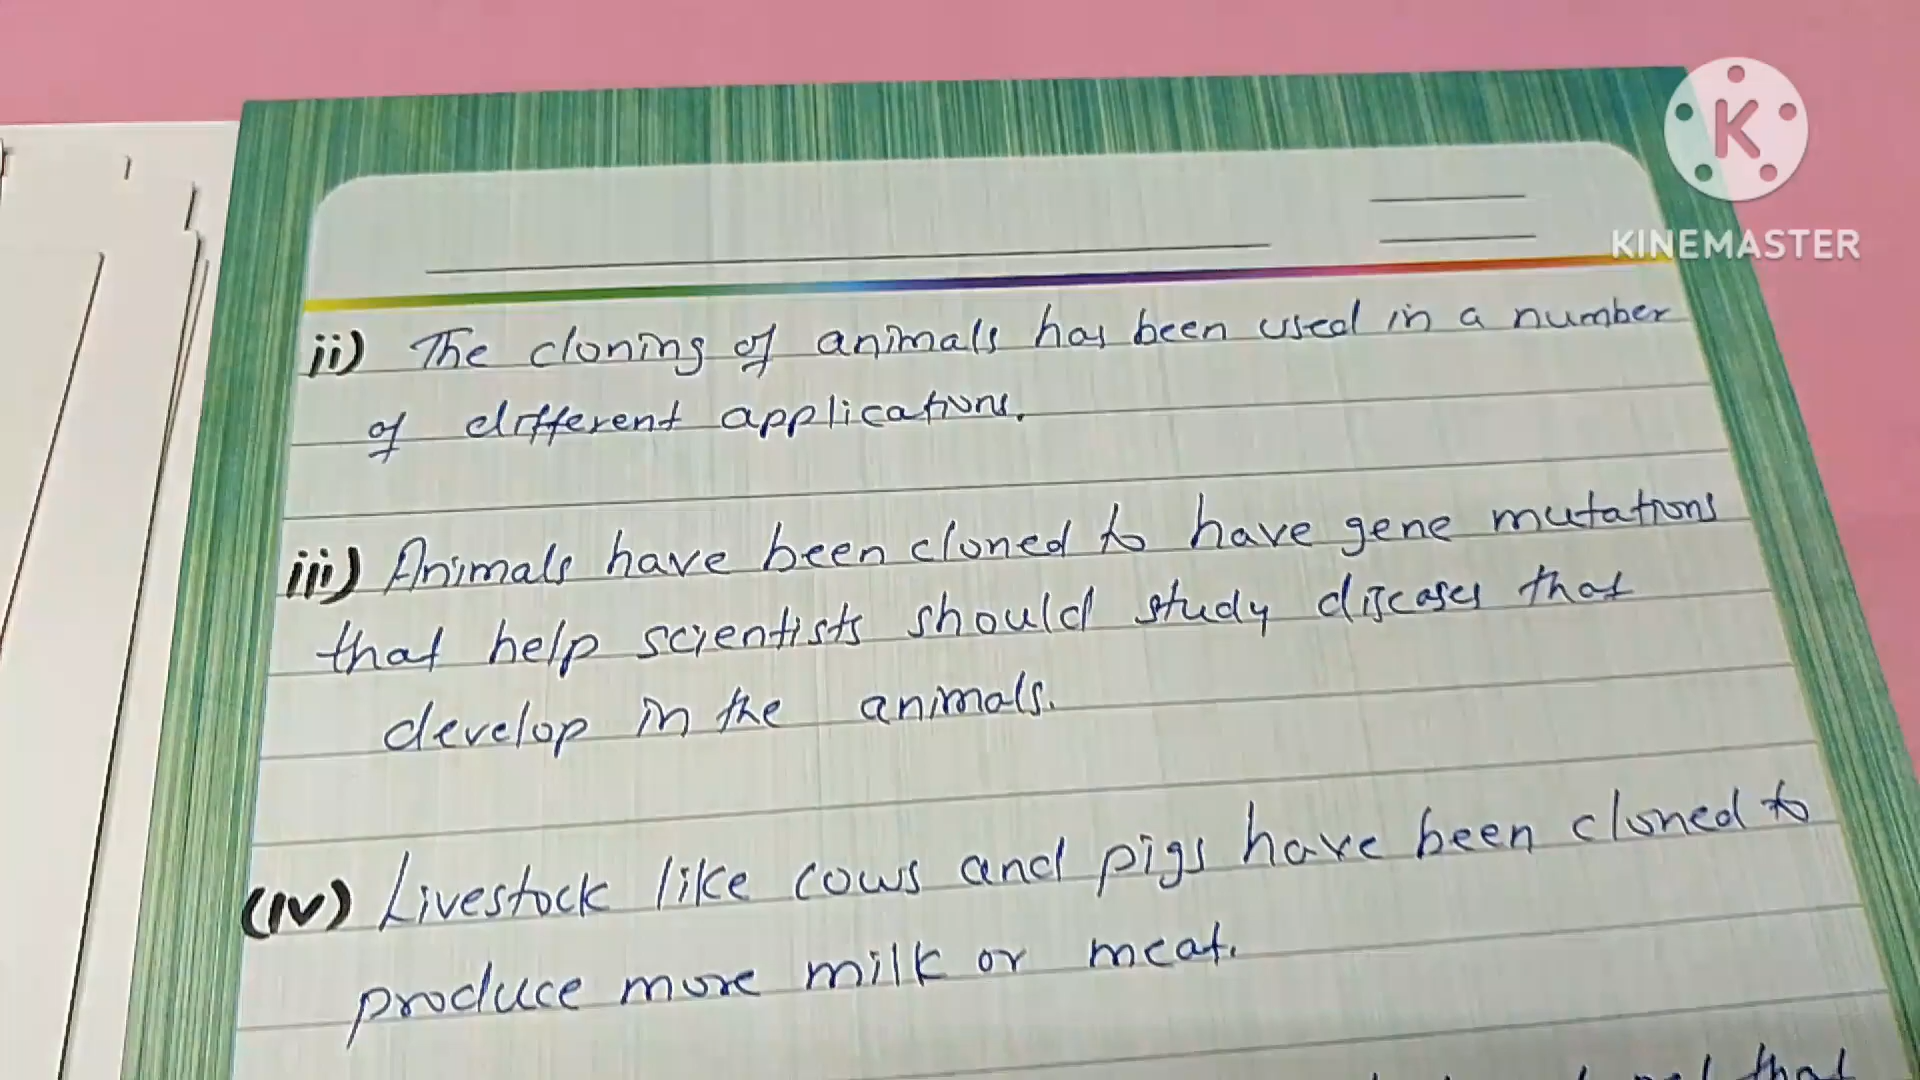 K
KINEMASTER
ii) The cloning of animals has been used in a number
of different applications.
iii) Animals have been cloned to have gene mutations
that help scientists should study diseases that
develop in the animals.
(iv) Livestock like cows and pigs have been cloned to
produce more milk or meat.
that